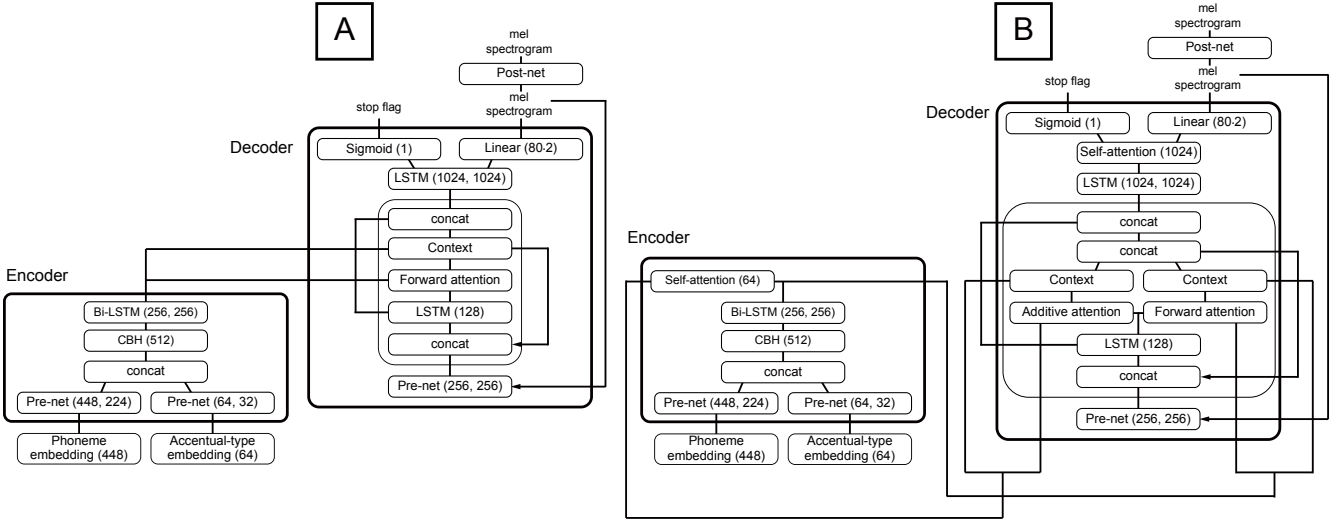 A
mel
spectrogram
Post-net
mel
spectrogram
stop flag
Decoder
Sigmoid (1)
Linear (80·2)
LSTM (1024, 1024)
concat
Context
Forward attention
LSTM (128)
concat
Pre-net (256, 256)
Encoder
Bi-LSTM (256, 256)
CBH (512)
concat
Pre-net (448, 224)
Pre-net (64, 32)
Phoneme
embedding (448)
Accentual-type
embedding (64)
B
mel
spectrogram
Post-net
mel
spectrogram
stop flag
Decoder
Sigmoid (1)
Linear (80·2)
Self-attention (1024)
LSTM (1024, 1024)
concat
concat
Context
Context
Additive attention
Forward attention
LSTM (128)
concat
Pre-net (256, 256)
Encoder
Self-attention (64)
Bi-LSTM (256, 256)
CBH (512)
concat
Pre-net (448, 224)
Pre-net (64, 32)
Phoneme
embedding (448)
Accentual-type
embedding (64)